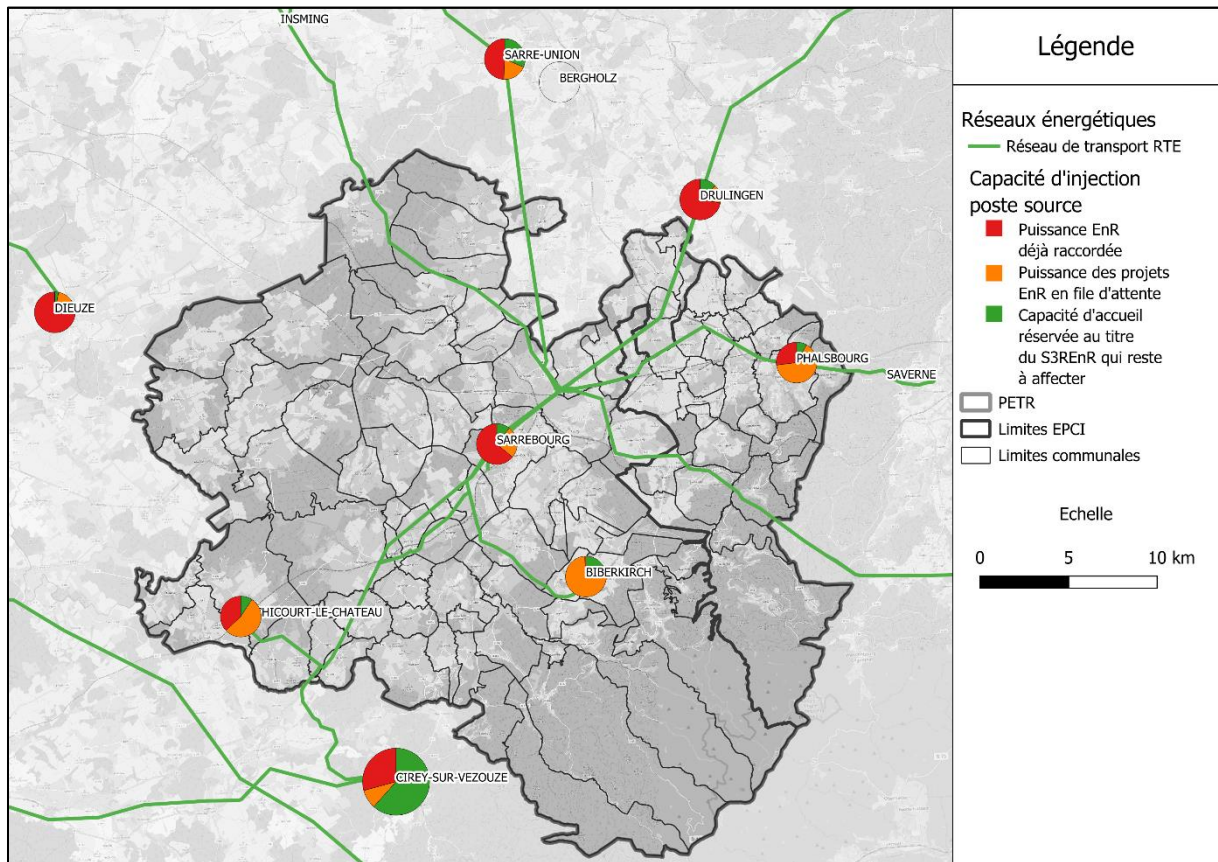 INSMING
SARRE-UNION
BERGHOLZ
DRULINGEN
DIEUZE
PHALSBOURG
SAVERNE
SARREBOURG
BIBERKIRCH
HICOURT-LE-CHATEAU
CIREY-SUR-VEZOUZE
Légende
Réseaux énergétiques
Réseau de transport RTE
Capacité d'injection
poste source
Puissance EnR
déjà raccordée
Puissance des projets
EnR en file d'attente
Capacité d'accueil
réservée au titre
du S3REnR qui reste
à affecter
PETR
Limites EPCI
Limites communales
Echelle
0 5 10 km